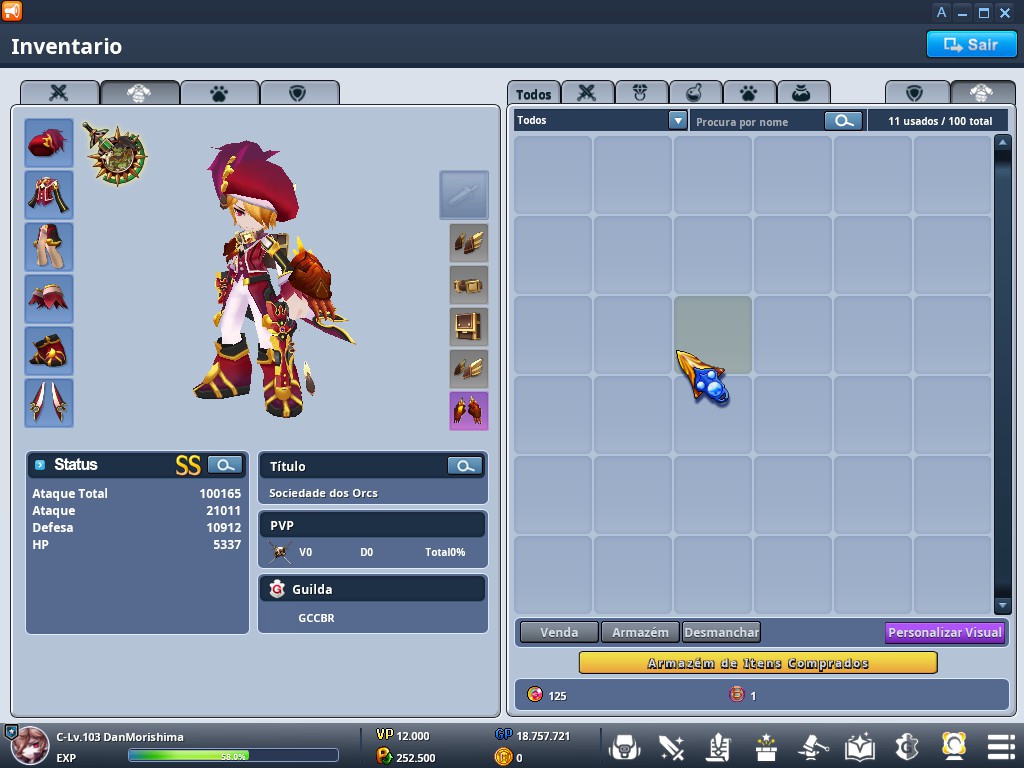 A
Inventario
Sair
Todos
Todos
Procura por nome
11 usados / 100 total
Status SS
Ataque Total 100165
Ataque 21011
Defesa 10912
HP 5337
Título
Sociedade dos Orcs
PVP
V0 D0 Total0%
G Guilda
GCCBR
Venda Armazém Desmanchar Personalizar Visual
Armazém de Itens Comprados
125 1
C-Lv.103 DanMorishima
EXP 58.0%
VP 12.000 GP 18.757.721
252.500 0